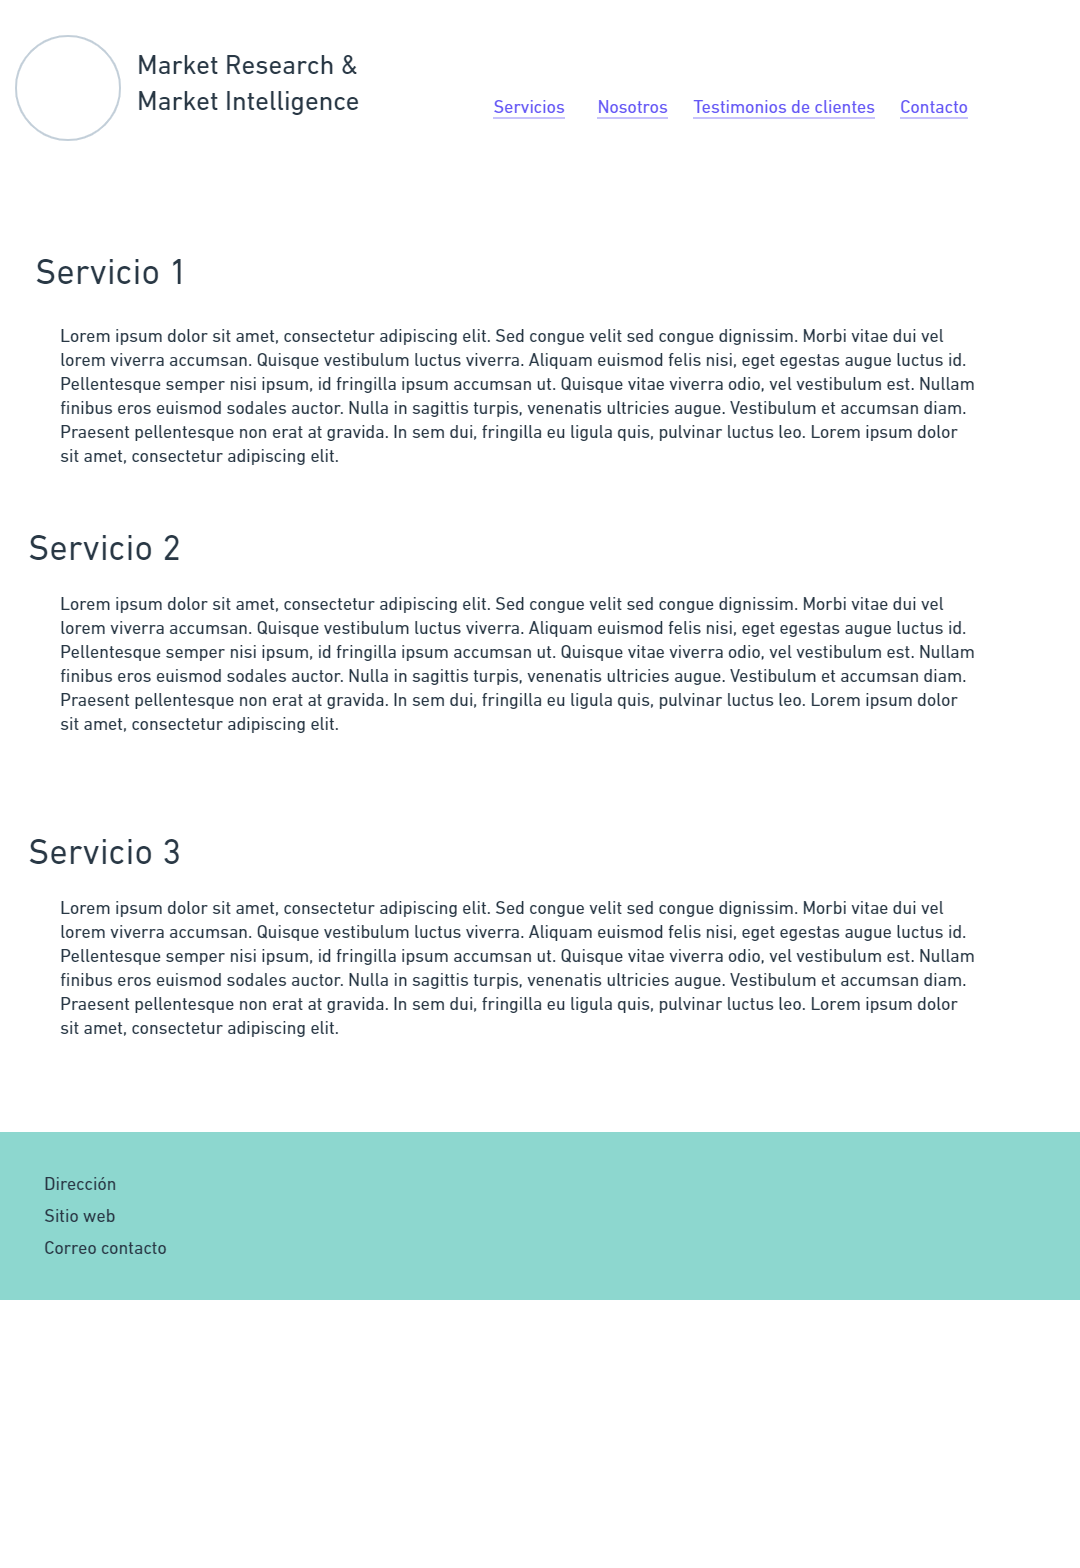 Market Research &
Market Intelligence
Servicios Nosotros Testimonios de clientes Contacto
Servicio 1
Lorem ipsum dolor sit amet, consectetur adipiscing elit. Sed congue velit sed congue dignissim. Morbi vitae dui vel
lorem viverra accumsan. Quisque vestibulum luctus viverra. Aliquam euismod felis nisi, eget egestas augue luctus id.
Pellentesque semper nisi ipsum, id fringilla ipsum accumsan ut. Quisque vitae viverra odio, vel vestibulum est. Nullam
finibus eros euismod sodales auctor. Nulla in sagittis turpis, venenatis ultricies augue. Vestibulum et accumsan diam.
Praesent pellentesque non erat at gravida. In sem dui, fringilla eu ligula quis, pulvinar luctus leo. Lorem ipsum dolor
sit amet, consectetur adipiscing elit.
Servicio 2
Lorem ipsum dolor sit amet, consectetur adipiscing elit. Sed congue velit sed congue dignissim. Morbi vitae dui vel
lorem viverra accumsan. Quisque vestibulum luctus viverra. Aliquam euismod felis nisi, eget egestas augue luctus id.
Pellentesque semper nisi ipsum, id fringilla ipsum accumsan ut. Quisque vitae viverra odio, vel vestibulum est. Nullam
finibus eros euismod sodales auctor. Nulla in sagittis turpis, venenatis ultricies augue. Vestibulum et accumsan diam.
Praesent pellentesque non erat at gravida. In sem dui, fringilla eu ligula quis, pulvinar luctus leo. Lorem ipsum dolor
sit amet, consectetur adipiscing elit.
Servicio 3
Lorem ipsum dolor sit amet, consectetur adipiscing elit. Sed congue velit sed congue dignissim. Morbi vitae dui vel
lorem viverra accumsan. Quisque vestibulum luctus viverra. Aliquam euismod felis nisi, eget egestas augue luctus id.
Pellentesque semper nisi ipsum, id fringilla ipsum accumsan ut. Quisque vitae viverra odio, vel vestibulum est. Nullam
finibus eros euismod sodales auctor. Nulla in sagittis turpis, venenatis ultricies augue. Vestibulum et accumsan diam.
Praesent pellentesque non erat at gravida. In sem dui, fringilla eu ligula quis, pulvinar luctus leo. Lorem ipsum dolor
sit amet, consectetur adipiscing elit.
Dirección
Sitio web
Correo contacto